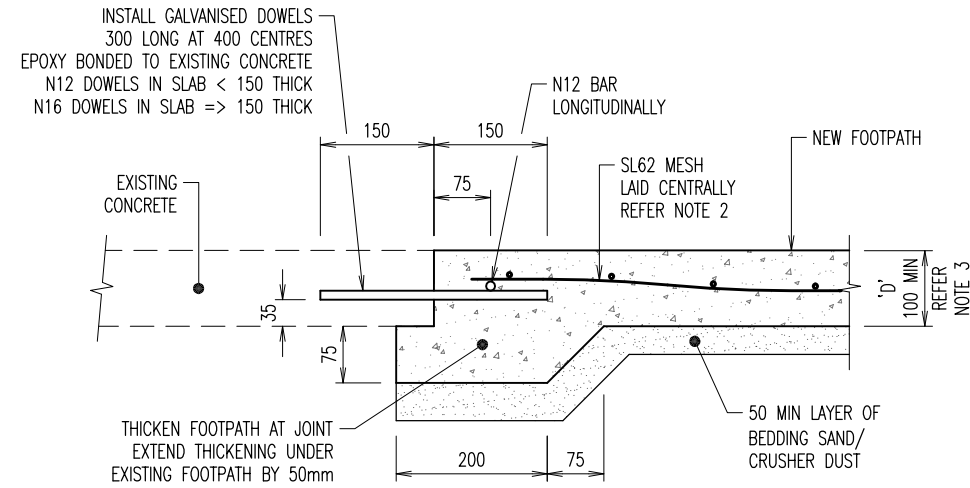 INSTALL GALVANISED DOWELS
300 LONG AT 400 CENTRES
EPOXY BONDED TO EXISTING CONCRETE
N12 DOWELS IN SLAB < 150 THICK
N16 DOWELS IN SLAB => 150 THICK
N12 BAR
LONGITUDINALLY
150
150
NEW FOOTPATH
SL62 MESH
LAID CENTRALLY
REFER NOTE 2
75
EXISTING
CONCRETE
35
75
'D'
100 MIN
REFER
NOTE 3
THICKEN FOOTPATH AT JOINT
EXTEND THICKENING UNDER
EXISTING FOOTPATH BY 50mm
200
75
50 MIN LAYER OF
BEDDING SAND/
CRUSHER DUST